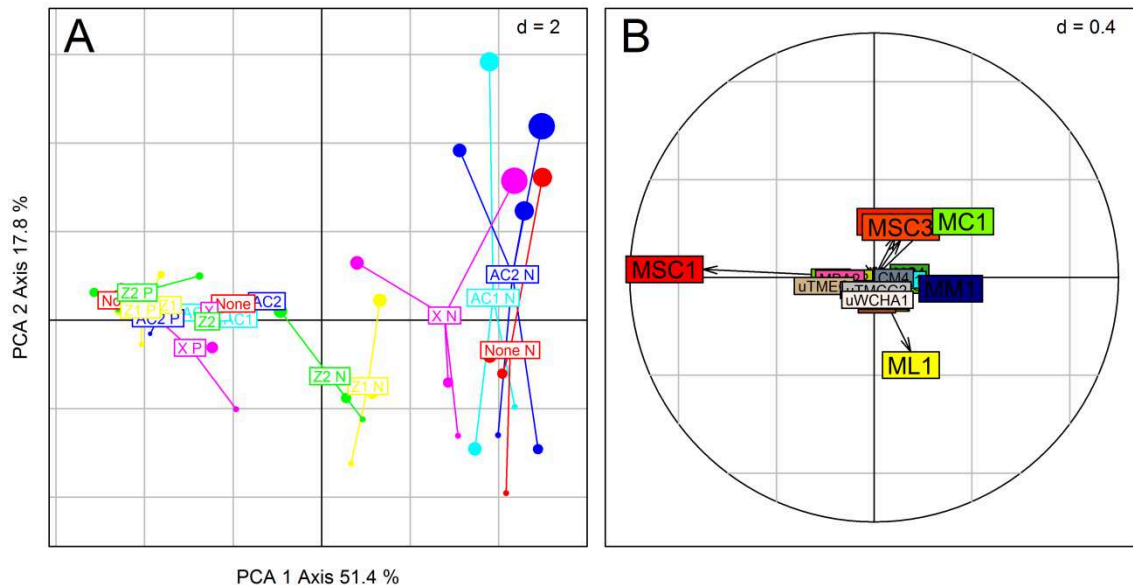 A
d = 2
B
d = 0.4
PCA 2 Axis 17.8 %
Z2 P
None
AC2
Z1 P
Z1
AC2 P
Z2
AC1
X P
X N
AC2 N
AC1 N
None N
Z2 N
Z1 N
MSC3
MC1
MSC1
CM4
MM1
uWCHA1
ML1
PCA 1 Axis 51.4 %